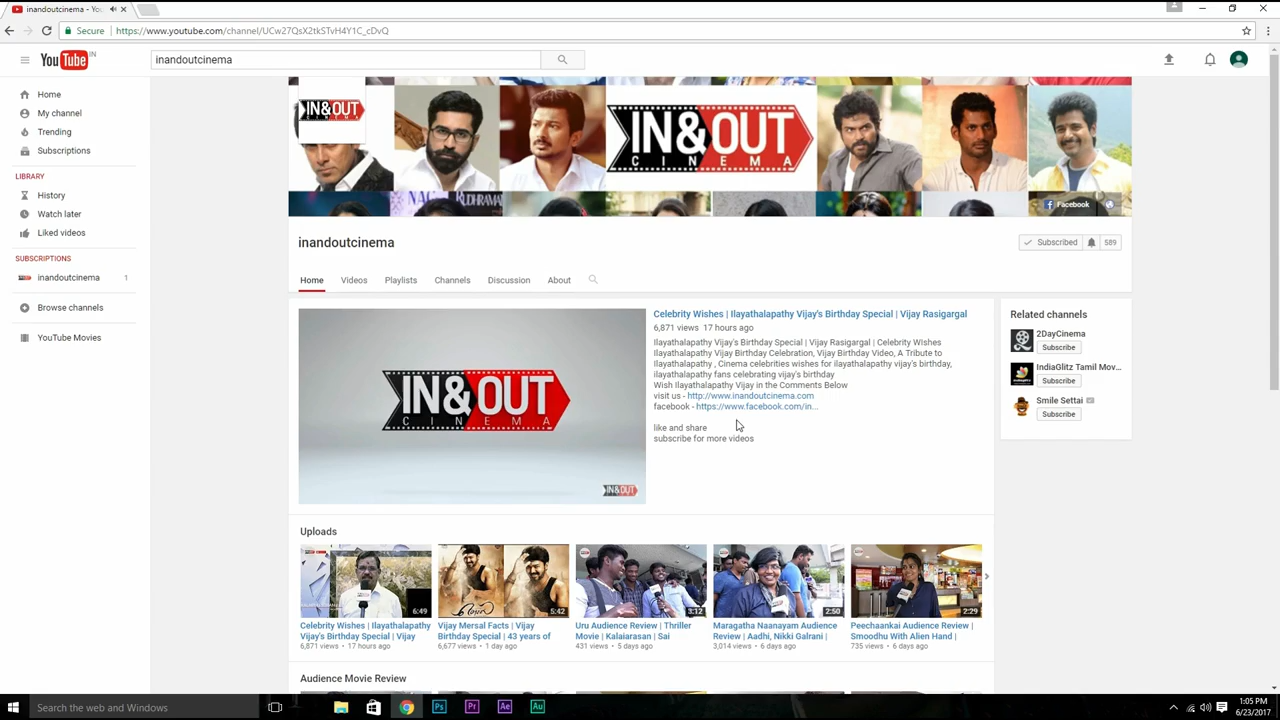 inandoutcinema - You
Secure
https://www.youtube.com/channel/UCw27QsX2tkSTvH4Y1C_cDvQ
YouTube IN
inandoutcinema
Home
My channel
Trending
Subscriptions
LIBRARY
History
Watch later
Liked videos
SUBSCRIPTIONS
inandoutcinema 1
Browse channels
YouTube Movies
IN&OUT
CINEMA
IN&OUT
CINEMA
Facebook
inandoutcinema
Subscribed 589
Home Videos Playlists Channels Discussion About
IN&OUT
CINEMA
IN&OUT
Celebrity Wishes | Ilayathalapathy Vijay's Birthday Special | Vijay Rasigargal
6,871 views 17 hours ago
Ilayathalapathy Vijay's Birthday Special | Vijay Rasigargal | Celebrity WIshes
Ilayathalapathy Vijay Birthday Celebration, Vijay Birthday Video, A Tribute to
Ilayathalapathy , Cinema celebrities wishes for ilayathalapathy vijay's birthday,
ilayathalapathy fans celebrating vijay's birthday
Wish Ilayathalapathy Vijay in the Comments Below
visit us - http://www.inandoutcinema.com
facebook - https://www.facebook.com/in...
like and share
subscribe for more videos
Related channels
2DayCinema
Subscribe
IndiaGlitz Tamil Mov...
Subscribe
Smile Settai
Subscribe
Uploads
6:49
5:42
3:12
2:50
2:29
Celebrity Wishes | Ilayathalapathy
Vijay's Birthday Special | Vijay
6,871 views • 17 hours ago
Vijay Mersal Facts | Vijay
Birthday Special | 43 years of
6,677 views • 1 day ago
Uru Audience Review | Thriller
Movie | Kalaiarasan | Sai
431 views • 5 days ago
Maragatha Naanayam Audience
Review | Aadhi, Nikki Galrani |
3,014 views • 6 days ago
Peechaankai Audience Review |
Smoodhu With Alien Hand |
735 views • 6 days ago
Audience Movie Review
Search the web and Windows
Ps Pr Ae Au
1:05 PM
6/23/2017